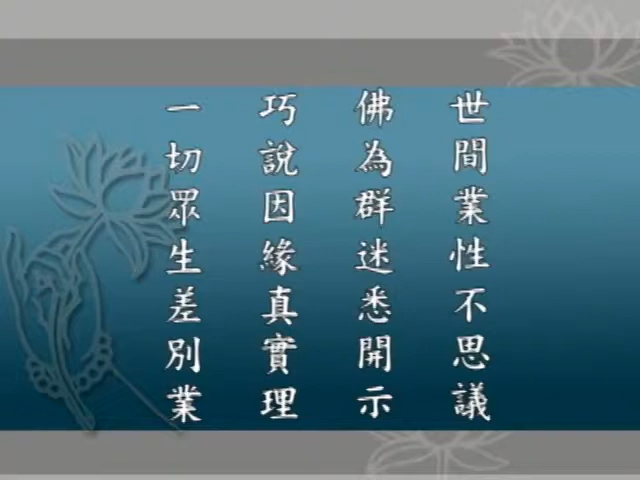 世間業性不思議
佛為群迷悉開示
巧說因緣真實理
一切眾生差別業